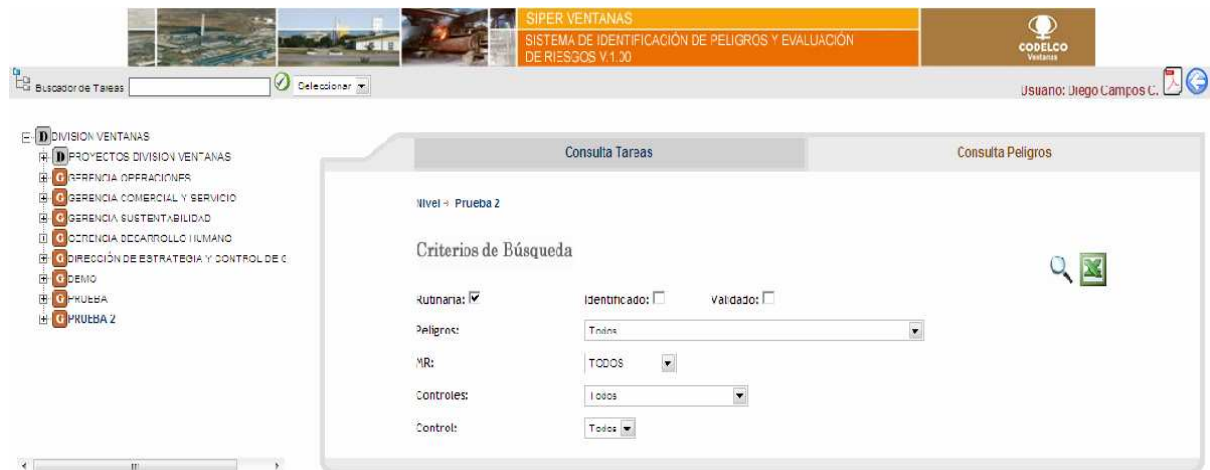 SIPER VENTANAS
SISTEMA DE IDENTIFICACIÓN DE PELIGROS Y EVALUACIÓN
DE RIESGOS V.1.00
CODELCO
Ventanas
Buscador de Tareas
Seleccionar
Usuario: Diego Campos C.
D DIVISION VENTANAS
D PROYECTOS DIVISION VENTANAS
G GERENCIA OPERACIONES
G GERENCIA COMERCIAL Y SERVICIO
G GERENCIA SUSTENTABILIDAD
G GERENCIA DESARROLLO HUMANO
G DIRECCIÓN DE ESTRATEGIA Y CONTROL DE G
G DEMO
G PRUEBA
G PRUEBA 2
Consulta Tareas
Consulta Peligros
Nivel → Prueba 2
Criterios de Búsqueda
Rutinaria:
Identificado:
Validado:
Peligros:
Todos
MR:
TODOS
Controles:
Todos
Control:
Todos